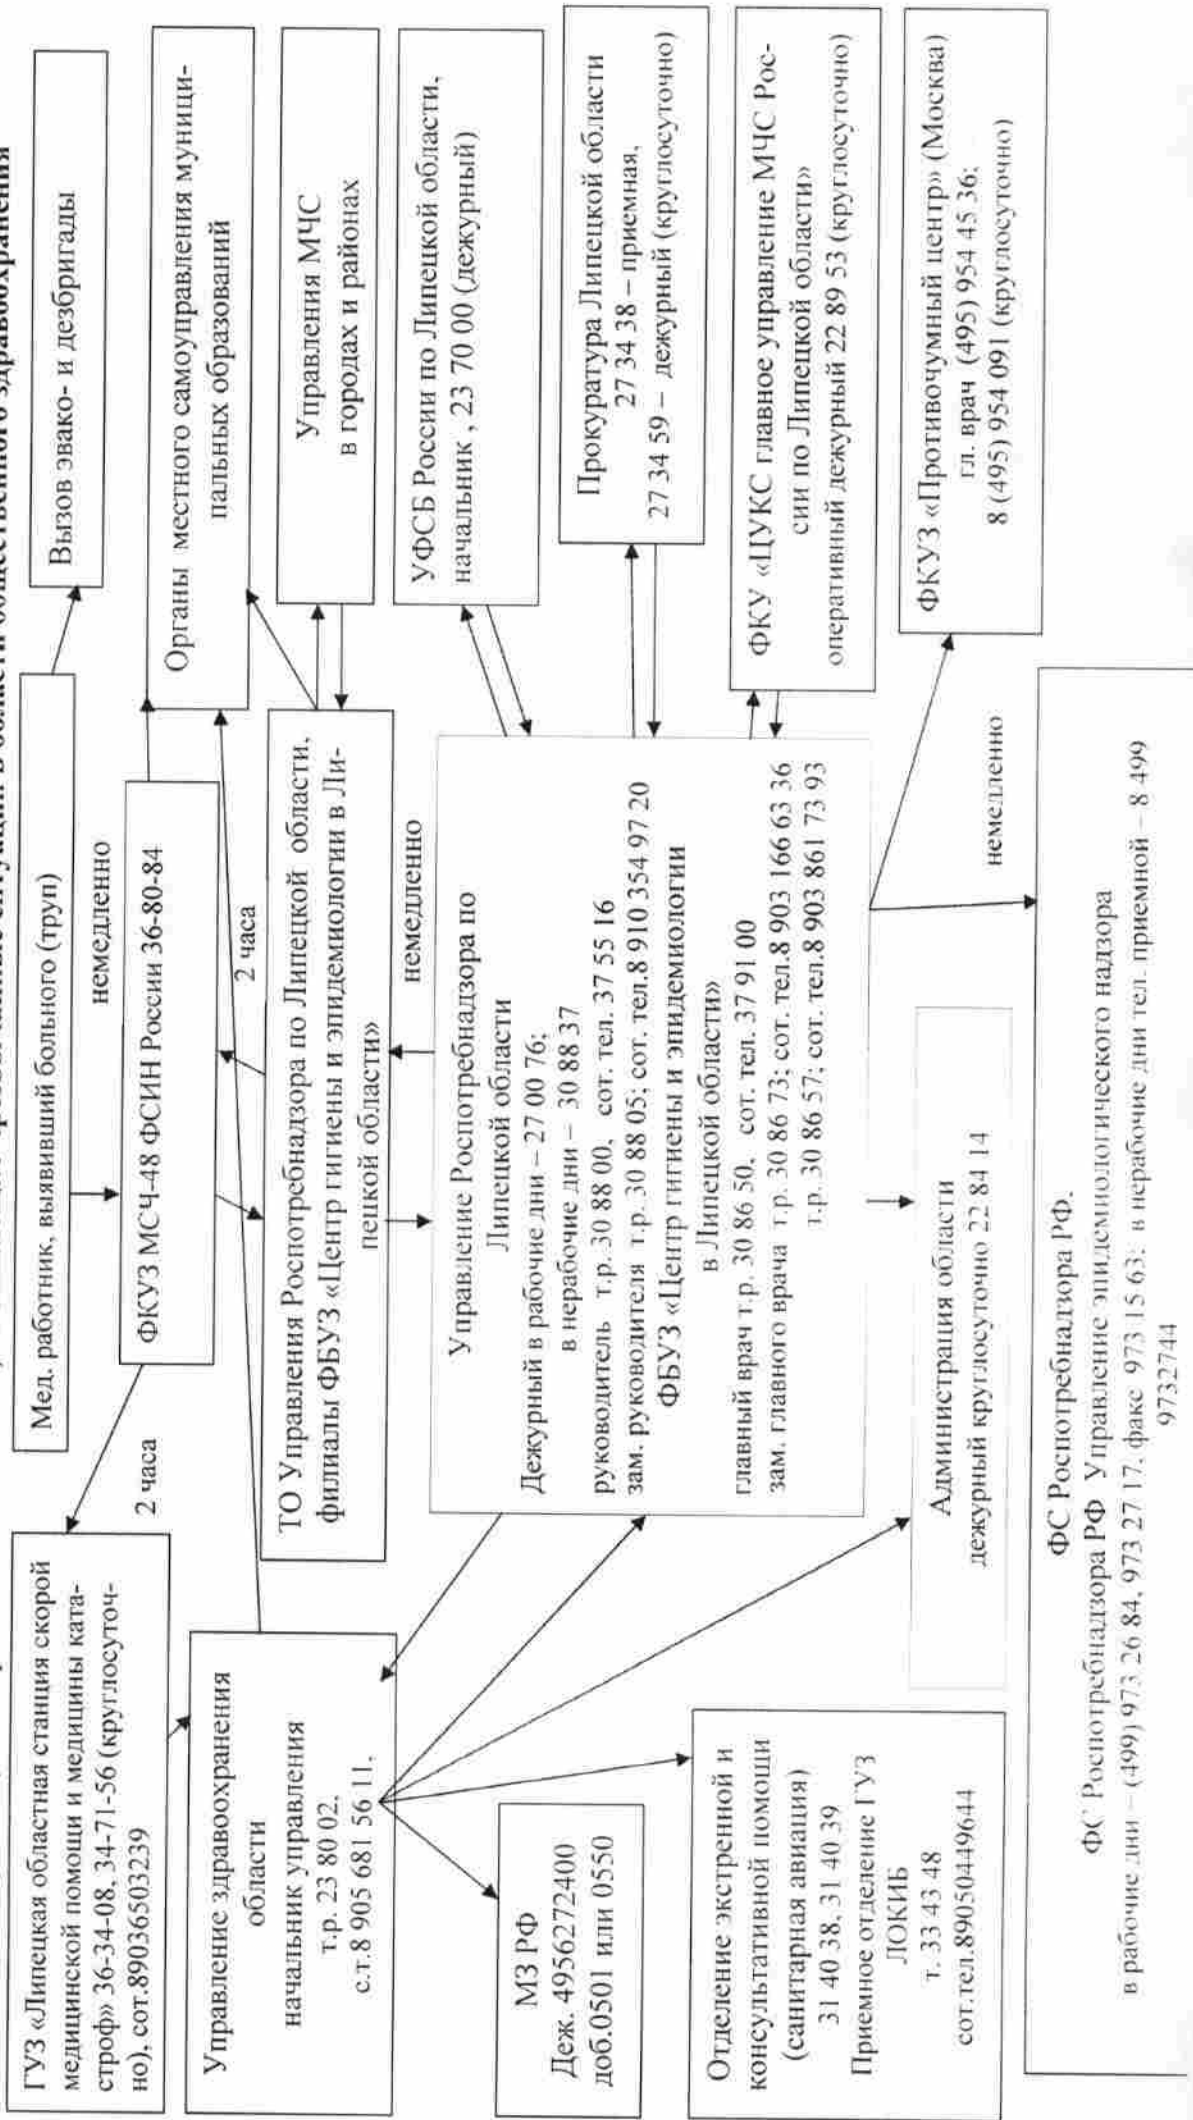 общественного здравоохранения
Мед. работник, выявивший больного (труп)
Вызов эвако- и дезбригады
немедленно
ГУЗ «Липецкая областная станция скорой
медицинской помощи и медицины ката-
строф» 36-34-08, 34-71-56 (круглосуточ-
но), сот.89036503239
2 часа
ФКУЗ МСЧ-48 ФСИН России 36-80-84
Органы местного самоуправления муници-
пальных образований
2 часа
Управление здравоохранения
области
начальник управления
т.р. 23 80 02,
с.т.8 905 681 56 11.
ТО Управления Роспотребнадзора по Липецкой области,
филиалы ФБУЗ «Центр гигиены и эпидемиологии в Ли-
пецкой области»
Управления МЧС
в городах и районах
немедленно
УФСБ России по Липецкой области,
начальник , 23 70 00 (дежурный)
Управление Роспотребнадзора по
Липецкой области
Дежурный в рабочие дни – 27 00 76;
в нерабочие дни – 30 88 37
руководитель т.р. 30 88 00, сот. тел. 37 55 16
зам. руководителя т.р. 30 88 05; сот. тел.8 910 354 97 20
ФБУЗ «Центр гигиены и эпидемиологии
в Липецкой области»
главный врач т.р. 30 86 50, сот. тел. 37 91 00
зам. главного врача т.р. 30 86 73; сот. тел.8 903 166 63 36
т.р. 30 86 57; сот. тел.8 903 861 73 93
Прокуратура Липецкой области
27 34 38 – приемная,
27 34 59 – дежурный (круглосуточно)
ФКУ «ЦУКС главное управление МЧС Рос-
сии по Липецкой области»
оперативный дежурный 22 89 53 (круглосуточно)
МЗ РФ
Деж. 4956272400
доб.0501 или 0550
Отделение экстренной и
консультативной помощи
(санитарная авиация)
31 40 38, 31 40 39
Приемное отделение ГУЗ
ЛОКИБ
т. 33 43 48
сот.тел.89050449644
Администрация области
дежурный круглосуточно 22 84 14
немедленно
ФКУЗ «Противочумный центр» (Москва)
гл. врач (495) 954 45 36;
8 (495) 954 091 (круглосуточно)
ФС Роспотребнадзора РФ.
ФС Роспотребнадзора РФ Управление эпидемиологического надзора
в рабочие дни – (499) 973 26 84, 973 27 17. факс 973 15 63: в нерабочие дни тел. приемной – 8 499
9732744